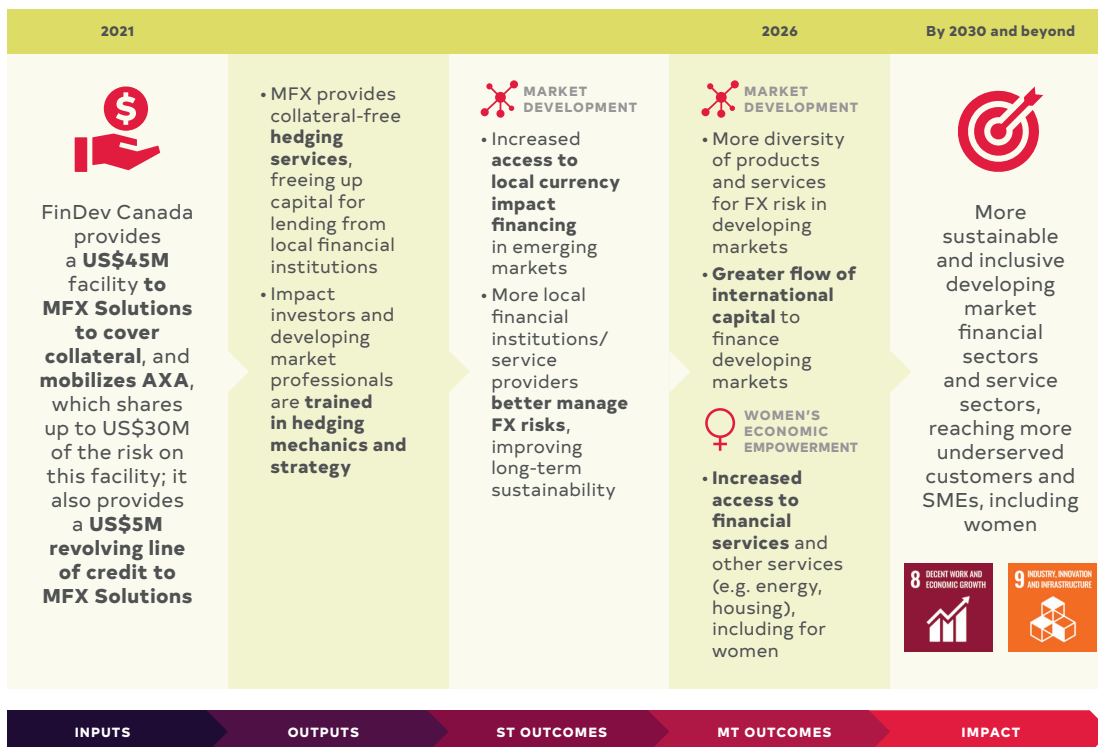 2021
2026
By 2030 and beyond
FinDev Canada
provides
a US$45M
facility to
MFX Solutions
to cover
collateral, and
mobilizes AXA,
which shares
up to US$30M
of the risk on
this facility; it
also provides
a US$5M
revolving line
of credit to
MFX Solutions
• MFX provides
collateral-free
hedging
services,
freeing up
capital for
lending from
local financial
institutions
• Impact
investors and
developing
market
professionals
are trained
in hedging
mechanics and
strategy
MARKET
DEVELOPMENT
• Increased
access to
local currency
impact
financing
in emerging
markets
• More local
financial
institutions/
service
providers
better manage
FX risks,
improving
long-term
sustainability
MARKET
DEVELOPMENT
• More diversity
of products
and services
for FX risk in
developing
markets
• Greater flow of
international
capital to
finance
developing
markets
WOMEN'S
ECONOMIC
EMPOWERMENT
• Increased
access to
financial
services and
other services
(e.g. energy,
housing),
including for
women
More
sustainable
and inclusive
developing
market
financial
sectors
and service
sectors,
reaching more
underserved
customers and
SMEs, including
women
8 DECENT WORK AND
ECONOMIC GROWTH
9 INDUSTRY, INNOVATION
AND INFRASTRUCTURE
INPUTS
OUTPUTS
ST OUTCOMES
MT OUTCOMES
IMPACT